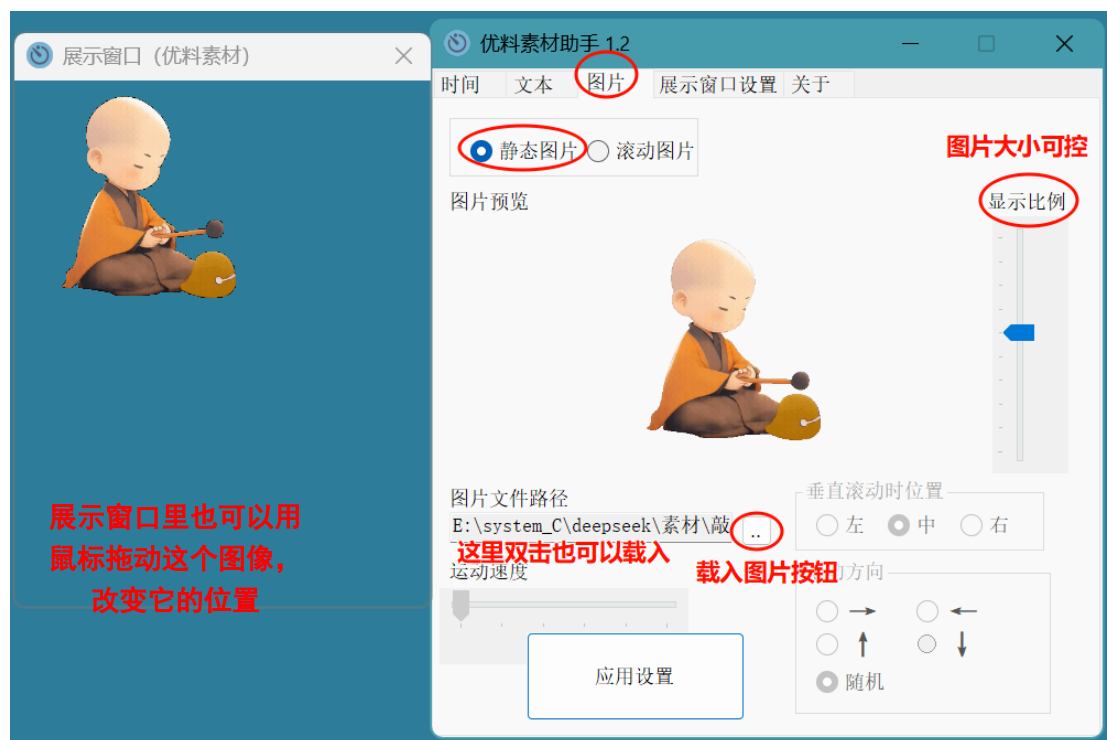 展示窗口（优料素材）
优料素材助手 1.2
时间 文本 图片 展示窗口设置 关于
静态图片 滚动图片
图片大小可控
图片预览
显示比例
图片文件路径
E:\system_C\deepseek\素材\敲
..
这里双击也可以载入
载入图片按钮
垂直滚动时位置
左 中 右
运动速度
方向
→ ←
↑ ↓
随机
应用设置
展示窗口里也可以用
鼠标拖动这个图像，
改变它的位置